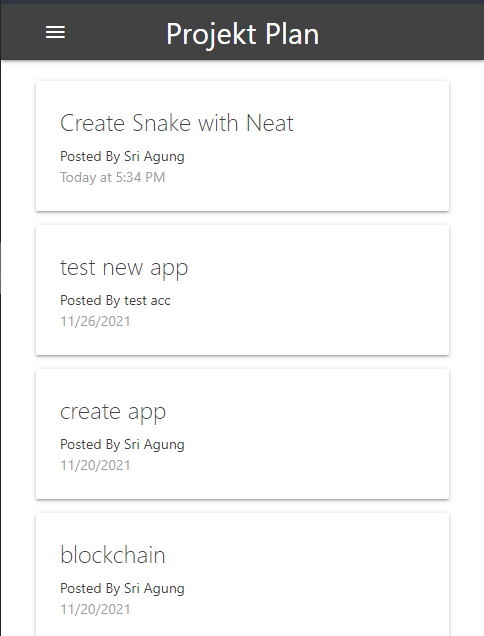 Projekt Plan
Create Snake with Neat
Posted By Sri Agung
Today at 5:34 PM
test new app
Posted By test acc
11/26/2021
create app
Posted By Sri Agung
11/20/2021
blockchain
Posted By Sri Agung
11/20/2021